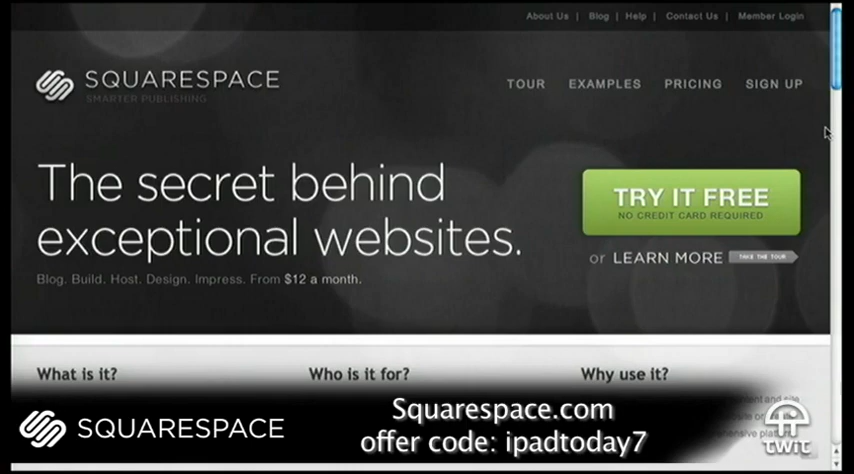 About Us | Blog | Help | Contact Us | Member Login
SQUARESPACE
SMARTER PUBLISHING
TOUR EXAMPLES PRICING SIGN UP
The secret behind
exceptional websites.
Blog. Build. Host. Design. Impress. From $12 a month.
TRY IT FREE
NO CREDIT CARD REQUIRED
or LEARN MORE TAKE THE TOUR
What is it? Who is it for? Why use it?
SQUARESPACE
Squarespace.com
offer code: ipadtoday7
TWiT